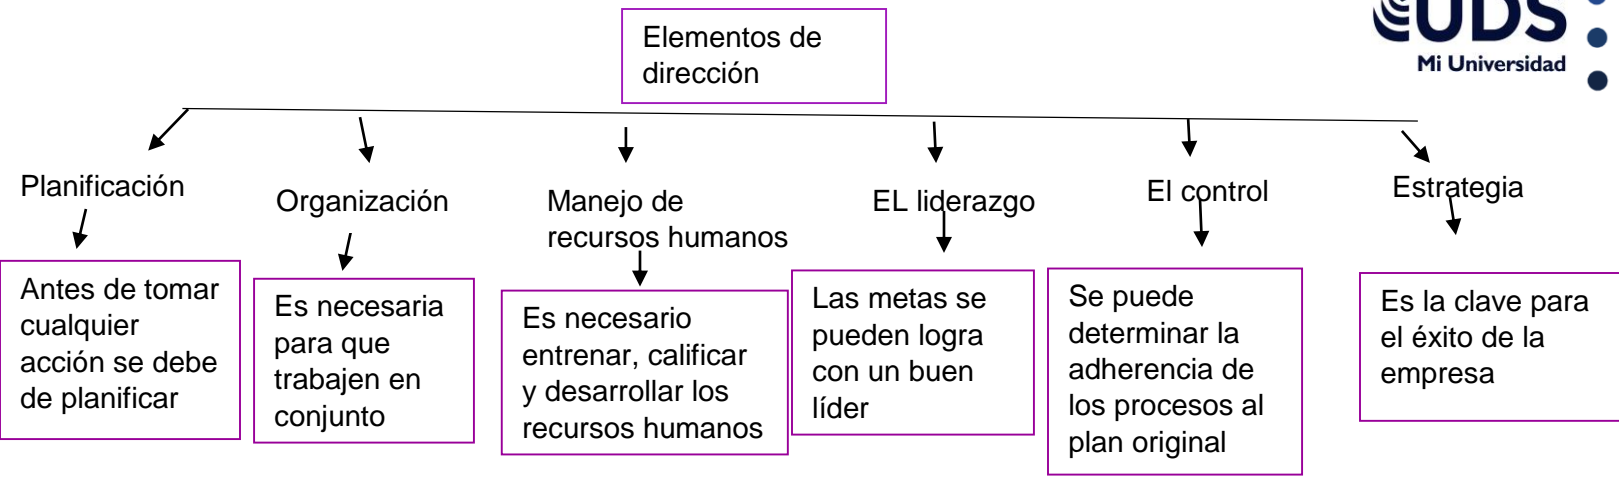 Elementos de
dirección
UDS
Mi Universidad
Planificación
Organización
Manejo de
recursos humanos
EL liderazgo
El control
Estrategia
Antes de tomar
cualquier
acción se debe
de planificar
Es necesaria
para que
trabajen en
conjunto
Es necesario
entrenar, calificar
y desarrollar los
recursos humanos
Las metas se
pueden logra
con un buen
líder
Se puede
determinar la
adherencia de
los procesos al
plan original
Es la clave para
el éxito de la
empresa